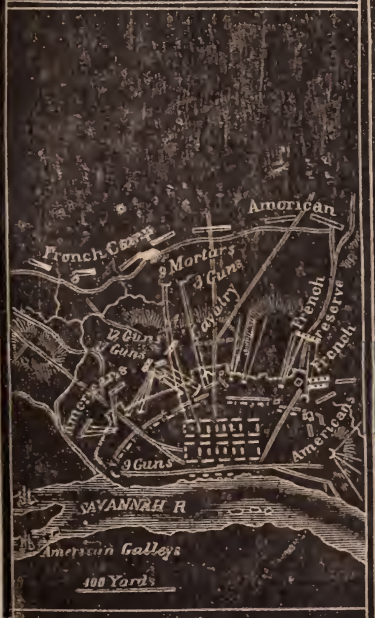 American
French Camp
9 Mortars
3 Guns
Cavalry
French
Reserve
French
12 Guns
Guns
Americans
Americans
9 Guns
SAVANNAH R
American Galleys
400 Yards